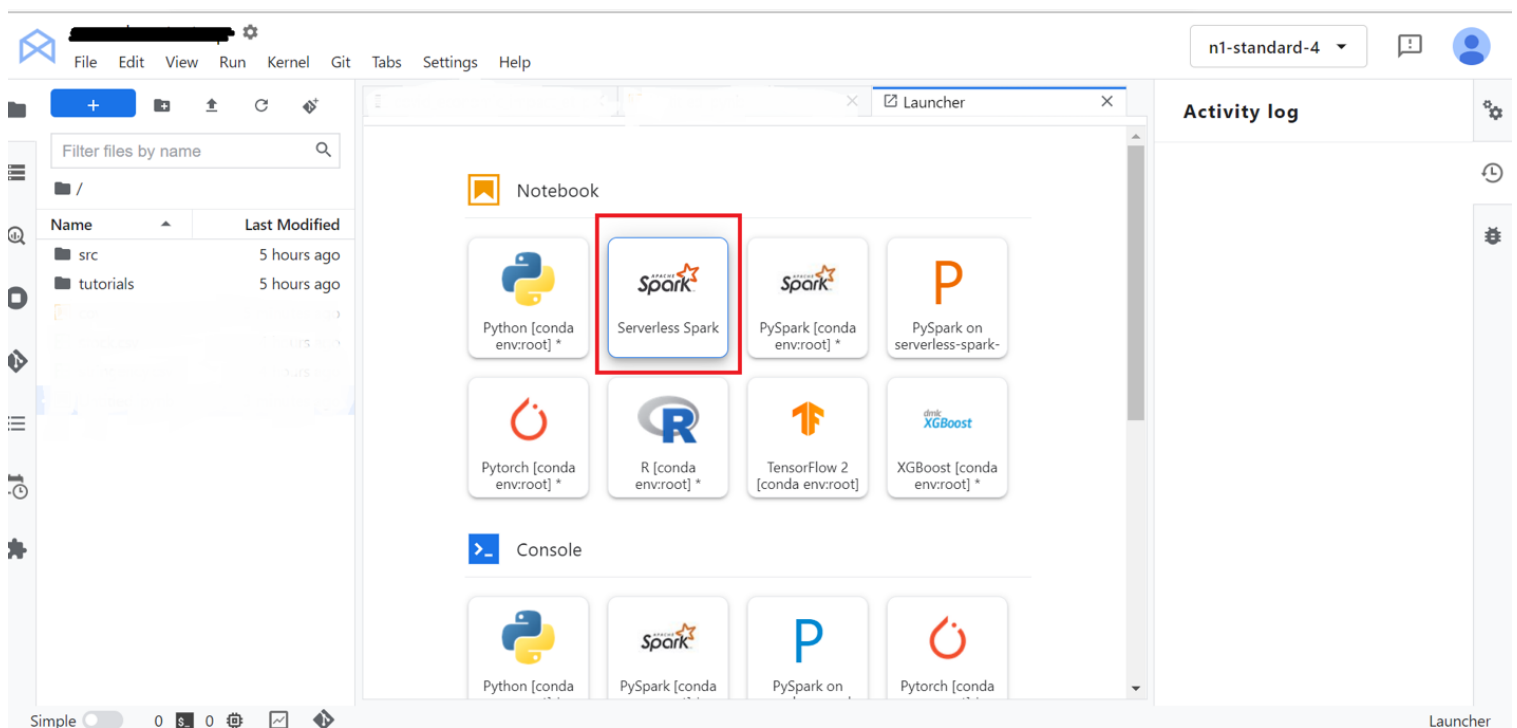 File Edit View Run Kernel Git Tabs Settings Help
n1-standard-4
Launcher
Activity log
Filter files by name
/
Name Last Modified
src 5 hours ago
tutorials 5 hours ago
Notebook
Python [conda env:root] *
APACHE Spark
Serverless Spark
APACHE Spark
PySpark [conda env:root] *
P
PySpark on serverless-spark-
Pytorch [conda env:root] *
R
R [conda env:root] *
TensorFlow 2 [conda env:root]
dmlc XGBoost
XGBoost [conda env:root] *
Console
Python [conda
APACHE Spark
PySpark [conda
P
PySpark on
Pytorch [conda
Simple 0 $_ 0
Launcher